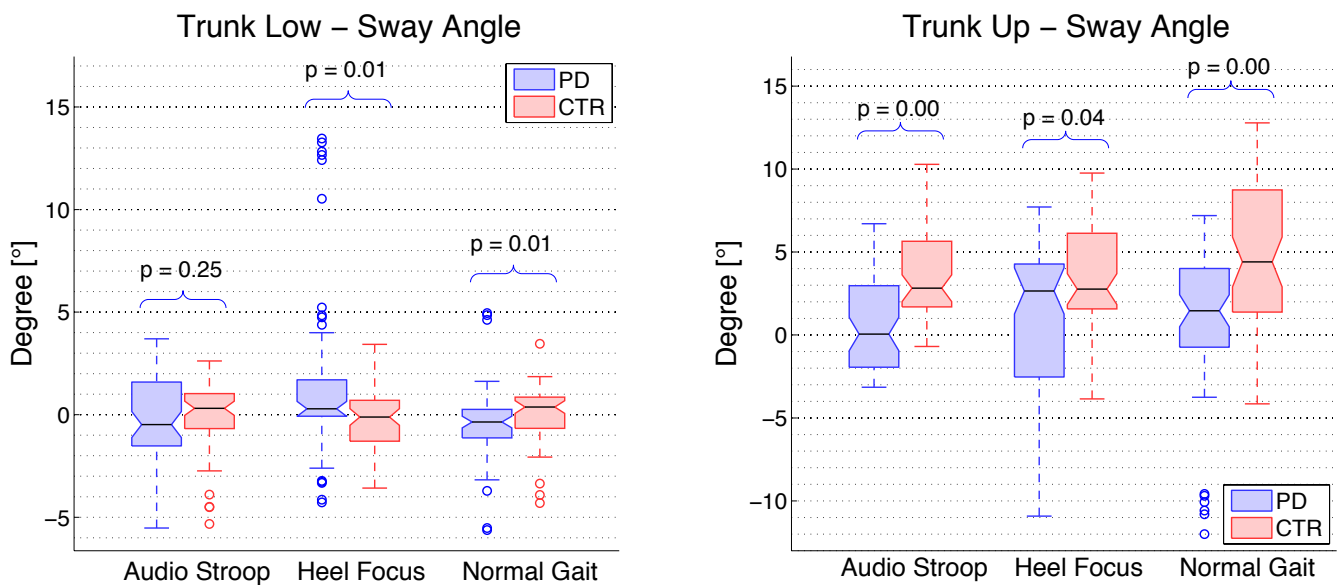 Trunk Low − Sway Angle
p = 0.01
PD
CTR
15
10
p = 0.25
p = 0.01
5
0
−5
Degree [°]
Audio Stroop Heel Focus Normal Gait
Trunk Up − Sway Angle
p = 0.00
p = 0.04
p = 0.00
15
10
5
0
−5
−10
Degree [°]
PD
CTR
Audio Stroop Heel Focus Normal Gait